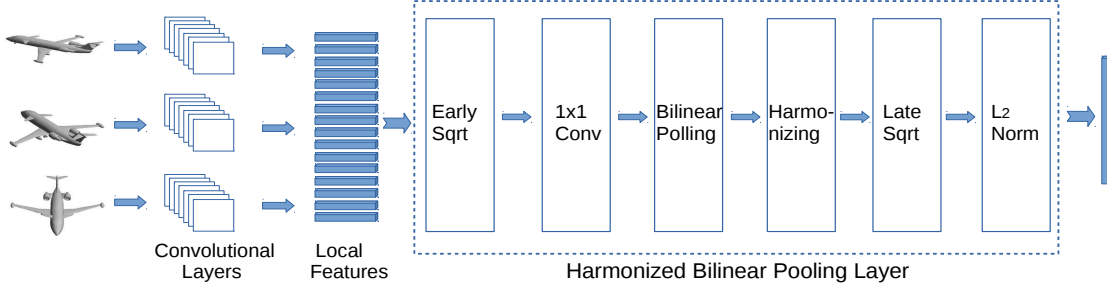 Early
Sqrt
1x1
Conv
Bilinear
Polling
Harmo-
nizing
Late
Sqrt
L2
Norm
Convolutional
Layers
Local
Features
Harmonized Bilinear Pooling Layer